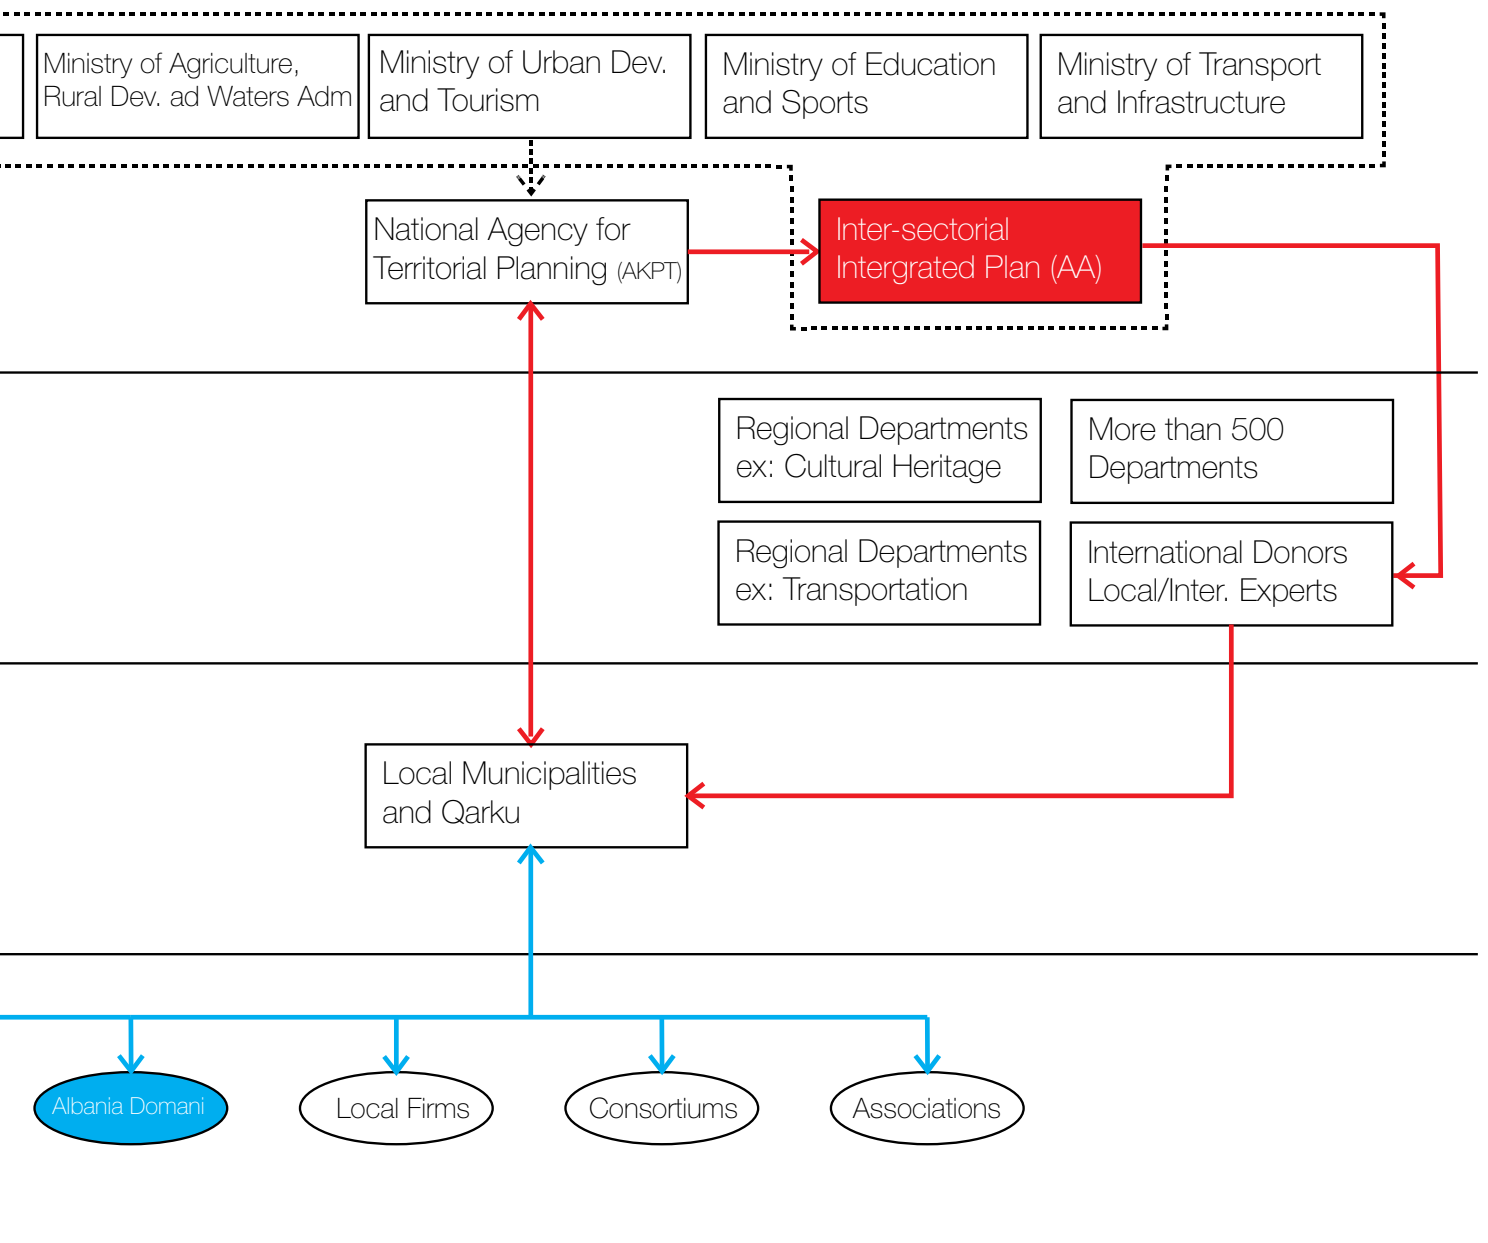 Ministry of Agriculture,
Rural Dev. ad Waters Adm
Ministry of Urban Dev.
and Tourism
Ministry of Education
and Sports
Ministry of Transport
and Infrastructure
National Agency for
Territorial Planning (AKPT)
Inter-sectorial
Intergrated Plan (AA)
Regional Departments
ex: Cultural Heritage
More than 500
Departments
Regional Departments
ex: Transportation
International Donors
Local/Inter. Experts
Local Municipalities
and Qarku
Albania Domani
Local Firms
Consortiums
Associations